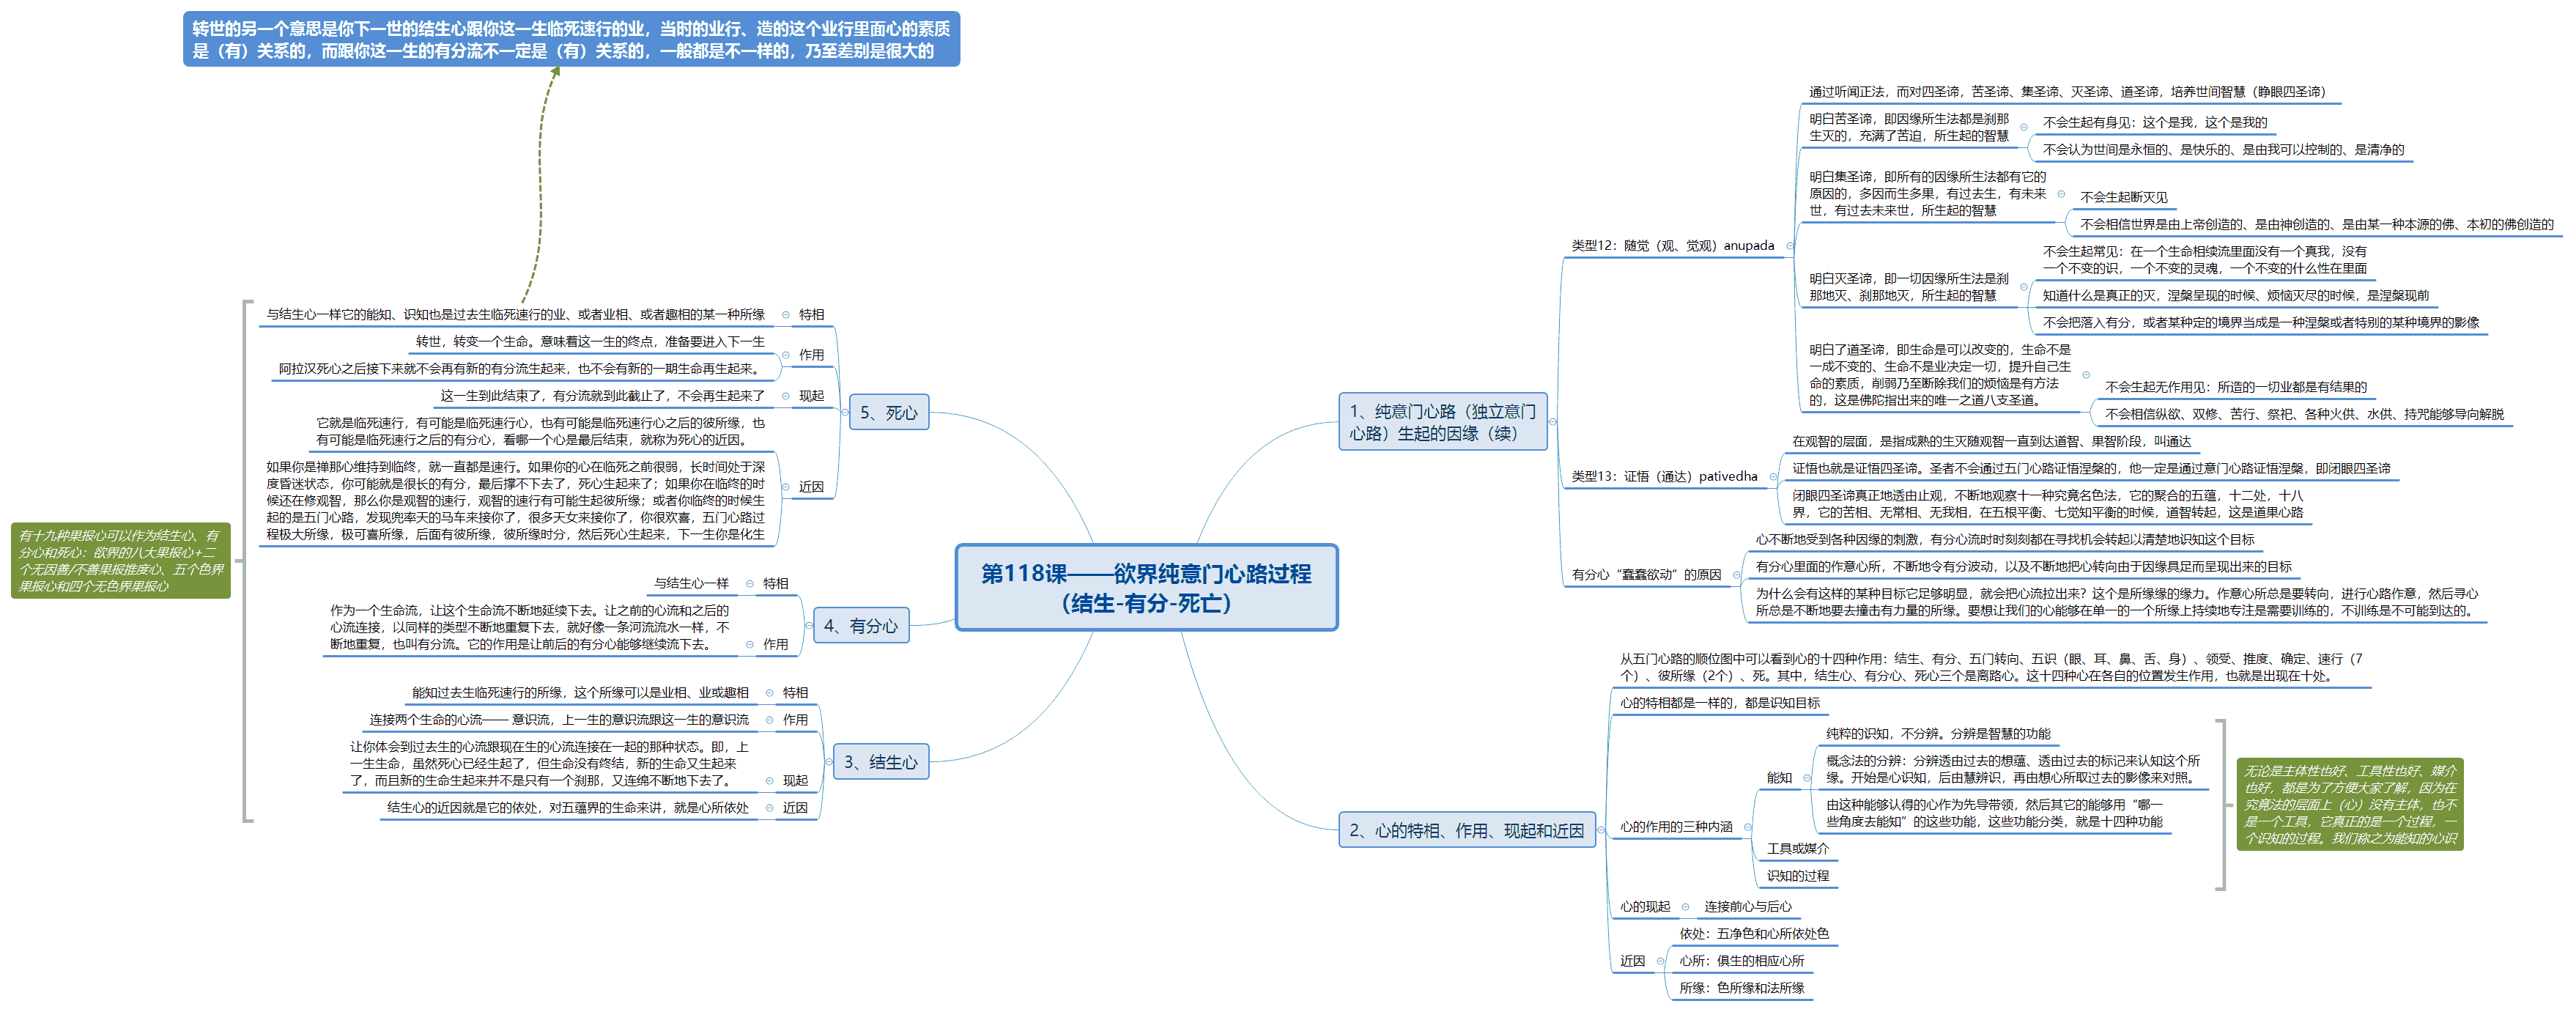 第118课——欲界纯意门心路过程
（结生-有分-死亡）
1、纯意门心路（独立意门
心路）生起的因缘（续）
类型12：随觉（观、觉观）anupada
通过听闻正法，而对四圣谛，苦圣谛、集圣谛、灭圣谛、道圣谛，培养世间智慧（睁眼四圣谛）
明白苦圣谛，即因缘所生法都是刹那
生灭的，充满了苦迫，所生起的智慧
不会生起有身见：这个是我，这个是我的
不会认为世间是永恒的、是快乐的、是由我可以控制的、是清净的
明白集圣谛，即所有的因缘所生法都有它的
原因的，多因而生多果，有过去生，有未来
世，有过去未来世，所生起的智慧
不会生起断灭见
不会相信世界是由上帝创造的、是由神创造的、是由某一种本源的佛、本初的佛创造的
明白灭圣谛，即一切因缘所生法是刹
那地灭、刹那地灭，所生起的智慧
不会生起常见：在一个生命相续流里面没有一个真我，没有
一个不变的识，一个不变的灵魂，一个不变的什么性在里面
知道什么是真正的灭，涅槃呈现的时候、烦恼灭尽的时候，是涅槃现前
不会把落入有分，或者某种定的境界当成是一种涅槃或者特别的某种境界的影像
明白了道圣谛，即生命是可以改变的，生命不是
一成不变的、生命不是业决定一切，提升自己生
命的素质，削弱乃至断除我们的烦恼是有方法
的，这是佛陀指出来的唯一之道八支圣道。
不会生起无作用见：所造的一切业都是有结果的
不会相信纵欲、双修、苦行、祭祀、各种火供、水供、持咒能够导向解脱
类型13：证悟（通达）pativedha
在观智的层面，是指成熟的生灭随观智一直到达道智、果智阶段，叫通达
证悟也就是证悟四圣谛。圣者不会通过五门心路证悟涅槃的，他一定是通过意门心路证悟涅槃，即闭眼四圣谛
闭眼四圣谛真正地透由止观，不断地观察十一种究竟名色法，它的聚合的五蕴，十二处，十八
界，它的苦相、无常相、无我相，在五根平衡、七觉知平衡的时候，道智转起，这是道果心路
有分心“蠢蠢欲动”的原因
心不断地受到各种因缘的刺激，有分心流时时刻刻都在寻找机会转起以清楚地识知这个目标
有分心里面的作意心所，不断地令有分波动，以及不断地把心转向由于因缘具足而呈现出来的目标
为什么会有这样的某种目标它足够明显，就会把心流拉出来？这个是所缘缘的缘力。作意心所总是要转向，进行心路作意，然后寻心
所总是不断地要去撞击有力量的所缘。要想让我们的心能够在单一的一个所缘上持续地专注是需要训练的，不训练是不可能到达的。
2、心的特相、作用、现起和近因
从五门心路的顺位图中可以看到心的十四种作用：结生、有分、五门转向、五识（眼、耳、鼻、舌、身）、领受、推度、确定、速行（7
个）、彼所缘（2个）、死。其中，结生心、有分心、死心三个是离路心。这十四种心在各自的位置发生作用，也就是出现在十处。
心的特相都是一样的，都是识知目标
心的作用的三种内涵
能知
纯粹的识知，不分辨。分辨是智慧的功能
概念法的分辨：分辨透由过去的想蕴、透由过去的标记来认知这个所
缘。开始是心识知，后由慧辨识，再由想心所取过去的影像来对照。
由这种能够认得的心作为先导带领，然后其它的能够用“哪一
些角度去能知”的这些功能，这些功能分类，就是十四种功能
工具或媒介
识知的过程
无论是主体性也好、工具性也好、媒介
也好，都是为了方便大家了解，因为在
究竟法的层面上（心）没有主体，也不
是一个工具，它真正的是一个过程，一
个识知的过程。我们称之为能知的心识
心的现起
连接前心与后心
近因
依处：五净色和心所依处色
心所：俱生的相应心所
所缘：色所缘和法所缘
3、结生心
特相
能知过去生临死速行的所缘，这个所缘可以是业相、业或趣相
作用
连接两个生命的心流—— 意识流，上一生的意识流跟这一生的意识流
现起
让你体会到过去生的心流跟现在生的心流连接在一起的那种状态。即，上
一生生命，虽然死心已经生起了，但生命没有终结，新的生命又生起来
了，而且新的生命生起来并不是只有一个刹那，又连绵不断地下去了。
近因
结生心的近因就是它的依处，对五蕴界的生命来讲，就是心所依处
4、有分心
特相
与结生心一样
作用
作为一个生命流，让这个生命流不断地延续下去。让之前的心流和之后的
心流连接，以同样的类型不断地重复下去，就好像一条河流流水一样，不
断地重复，也叫有分流。它的作用是让前后的有分心能够继续流下去。
5、死心
特相
与结生心一样它的能知、识知也是过去生临死速行的业、或者业相、或者趣相的某一种所缘
作用
转世，转变一个生命。意味着这一生的终点，准备要进入下一生
阿拉汉死心之后接下来就不会再有新的有分流生起来，也不会有新的一期生命再生起来。
现起
这一生到此结束了，有分流就到此截止了，不会再生起来了
近因
它就是临死速行，有可能是临死速行心，也有可能是临死速行心之后的彼所缘，也
有可能是临死速行之后的有分心，看哪一个心是最后结束，就称为死心的近因。
如果你是禅那心维持到临终，就一直都是速行。如果你的心在临死之前很弱，长时间处于深
度昏迷状态，你可能就是很长的有分，最后撑不下去了，死心生起来了；如果你在临终的时
候还在修观智，那么你是观智的速行，观智的速行有可能生起彼所缘；或者你临终的时候生
起的是五门心路，发现兜率天的马车来接你了，很多天女来接你了，你很欢喜，五门心路过
程极大所缘，极可喜所缘，后面有彼所缘，彼所缘时分，然后死心生起来，下一生你是化生
转世的另一个意思是你下一世的结生心跟你这一生临死速行的业，当时的业行、造的这个业行里面心的素质
是（有）关系的，而跟你这一生的有分流不一定是（有）关系的，一般都是不一样的，乃至差别是很大的
有十九种果报心可以作为结生心、有
分心和死心：欲界的八大果报心+二
个无因善/不善果报推度心、五个色界
果报心和四个无色界果报心